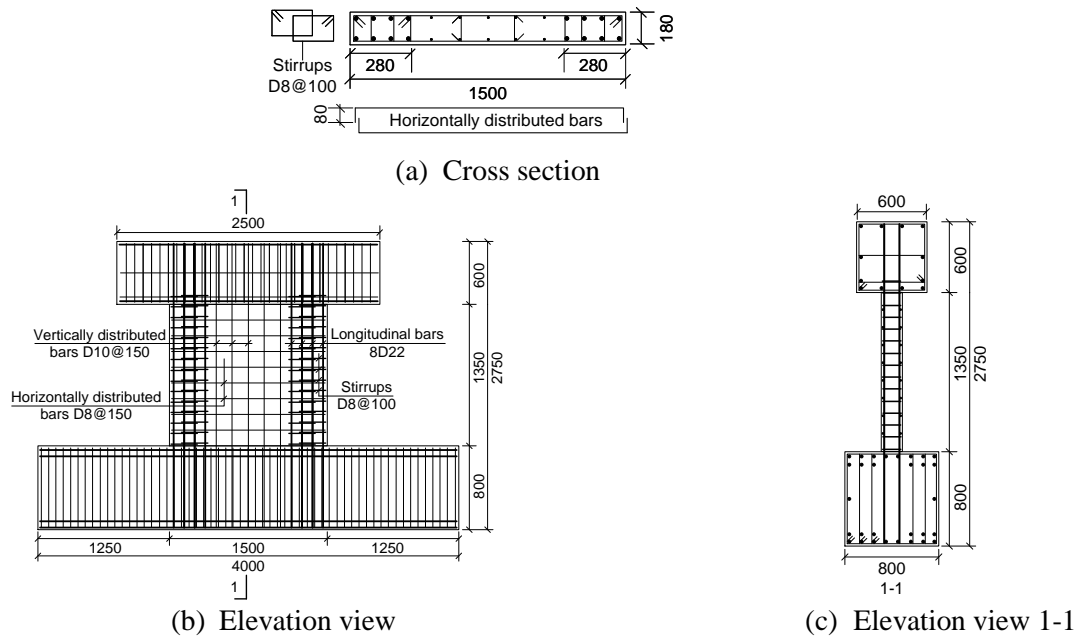 180
280
280
1500
Stirrups
D8@100
80
Horizontally distributed bars
(a) Cross section
1
2500
600
Vertically distributed
bars D10@150
Longitudinal bars
8D22
1350
2750
Horizontally distributed
bars D8@150
Stirrups
D8@100
800
1250
1500
1250
4000
1
(b) Elevation view
600
600
1350
2750
800
800
1-1
(c) Elevation view 1-1